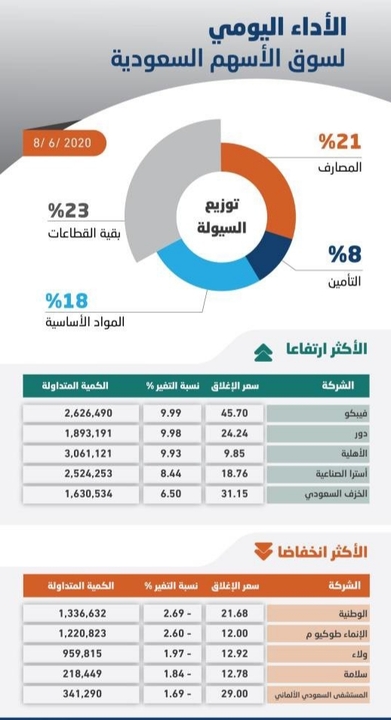 الأداء اليومي
لسوق الأسهم السعودية
8/ 6/ 2020
%21
المصارف
توزيع
السيولة
%23
بقية القطاعات
%8
التأمين
%18
المواد الأساسية
الأكثر ارتفاعا
الشركة سعر الإغلاق نسبة التغير % الكمية المتداولة
فيبكو 45.70 9.99 2,626,490
دور 24.24 9.98 1,893,191
الأهلية 9.85 9.93 3,061,121
أسترا الصناعية 18.76 8.44 2,524,253
الخزف السعودي 31.15 6.50 1,630,534
الأكثر انخفاضا
الشركة سعر الإغلاق نسبة التغير % الكمية المتداولة
الوطنية 21.68 2.69 - 1,336,632
الإنماء طوكيو م 12.00 2.60 - 1,220,823
ولاء 12.92 1.97 - 959,815
سلامة 12.78 1.84 - 218,449
المستشفى السعودي الألماني 29.00 1.69 - 341,290